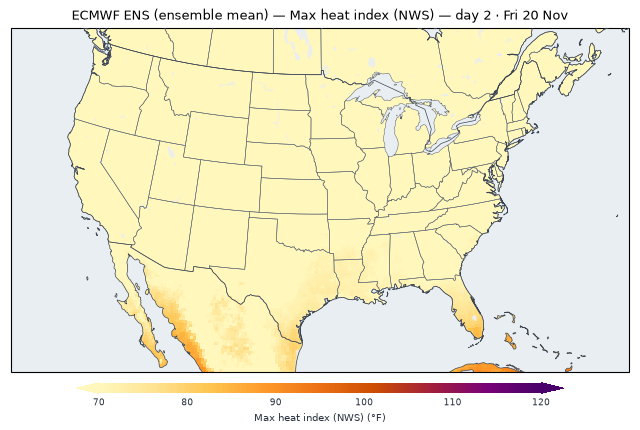 ECMWF ENS (ensemble mean) — Max heat index (NWS) — day 2 · Fri 20 Nov
70 80 90 100 110 120
Max heat index (NWS) (°F)